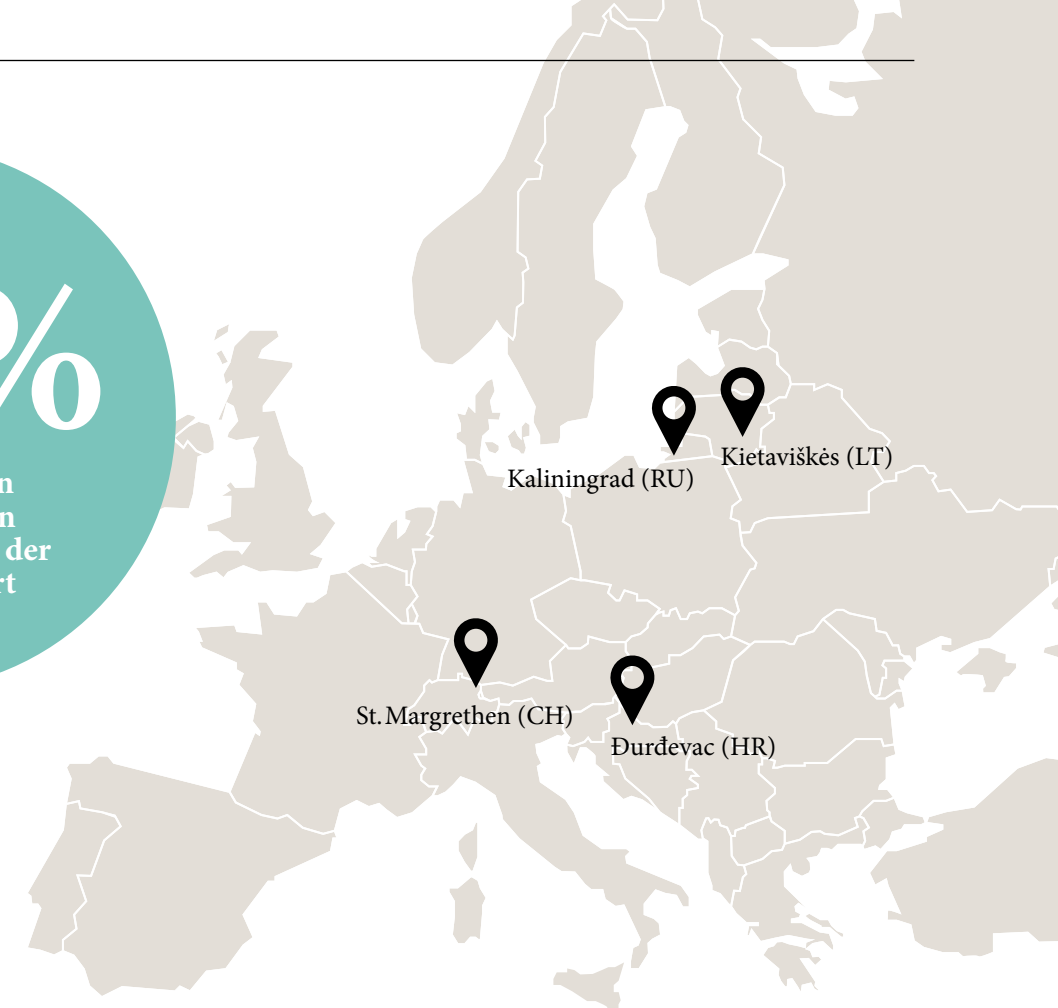 %
n
n
der
rt
Kietaviškės (LT)
Kaliningrad (RU)
St. Margrethen (CH)
Đurđevac (HR)